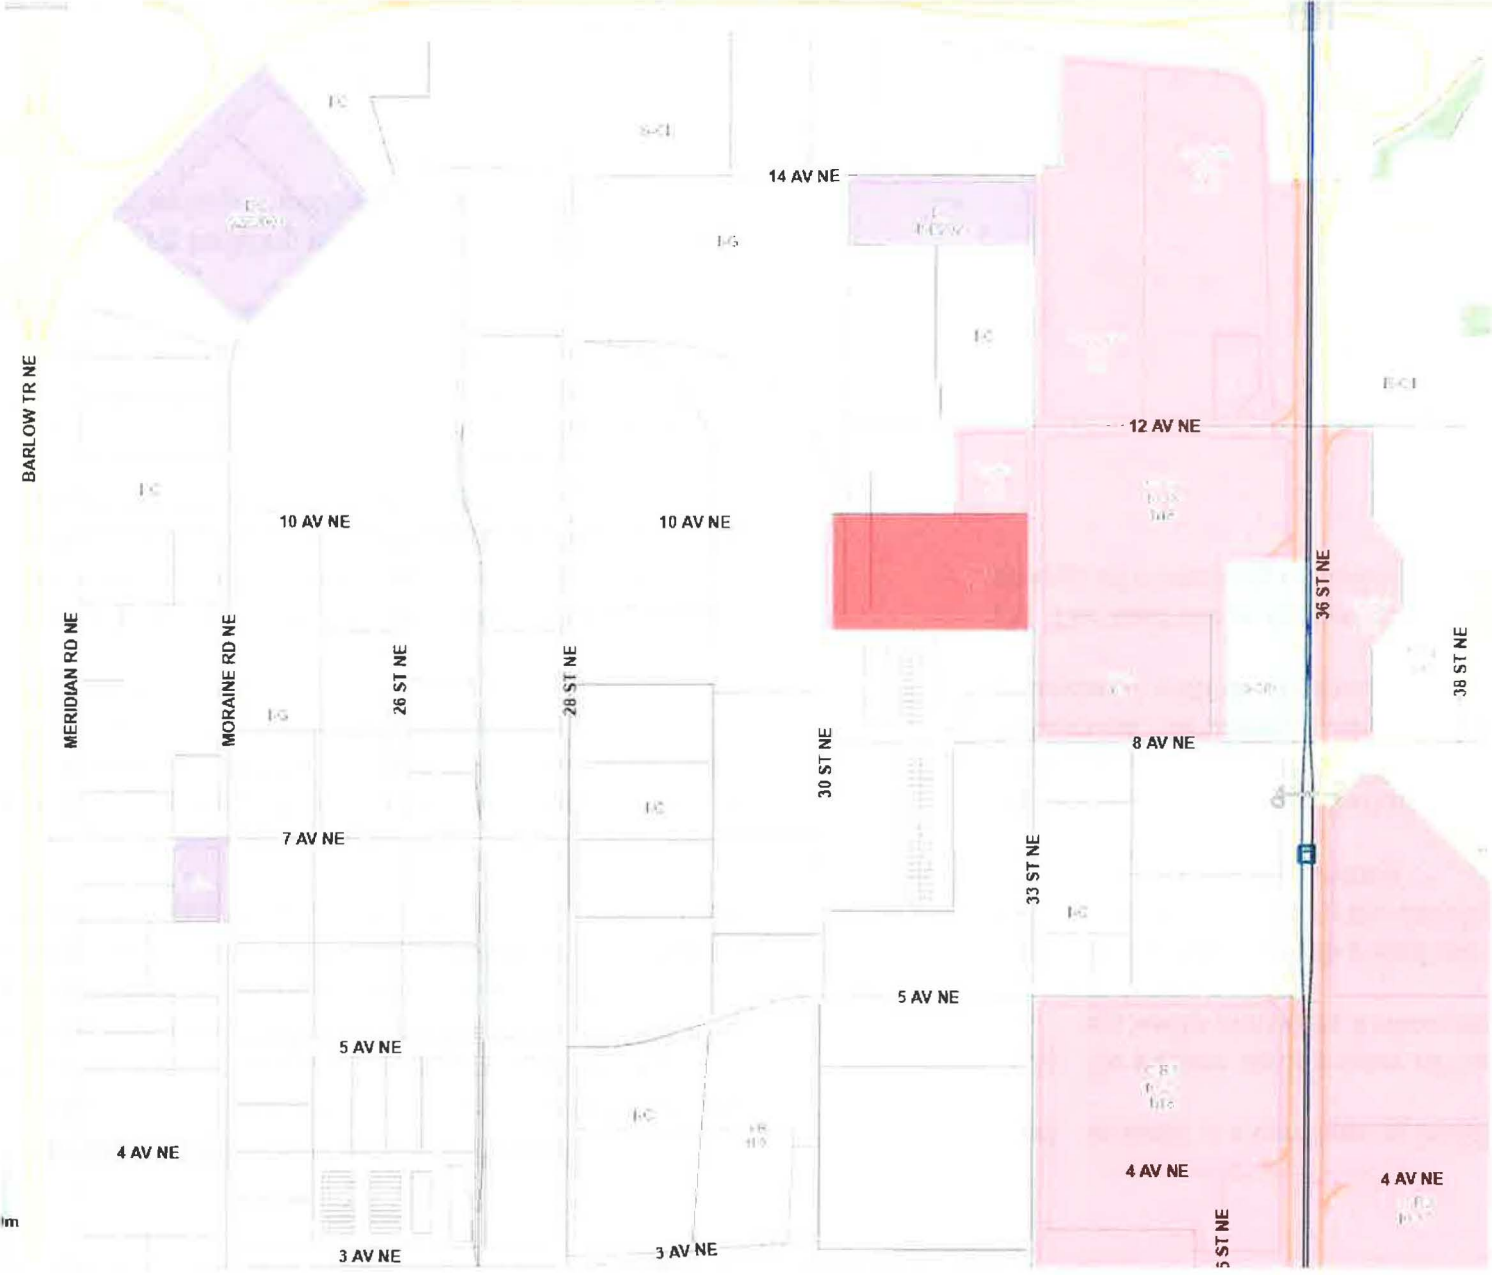 I-C
S-CI
14 AV NE
DC
I-G
I-C
BARLOW TR NE
S-CI
12 AV NE
I-C
10 AV NE
10 AV NE
36 ST NE
MERIDIAN RD NE
MORAINE RD NE
26 ST NE
28 ST NE
38 ST NE
I-G
30 ST NE
8 AV NE
I-C
7 AV NE
33 ST NE
I-C
5 AV NE
5 AV NE
I-C
4 AV NE
4 AV NE
4 AV NE
m
3 AV NE
3 AV NE
ST NE